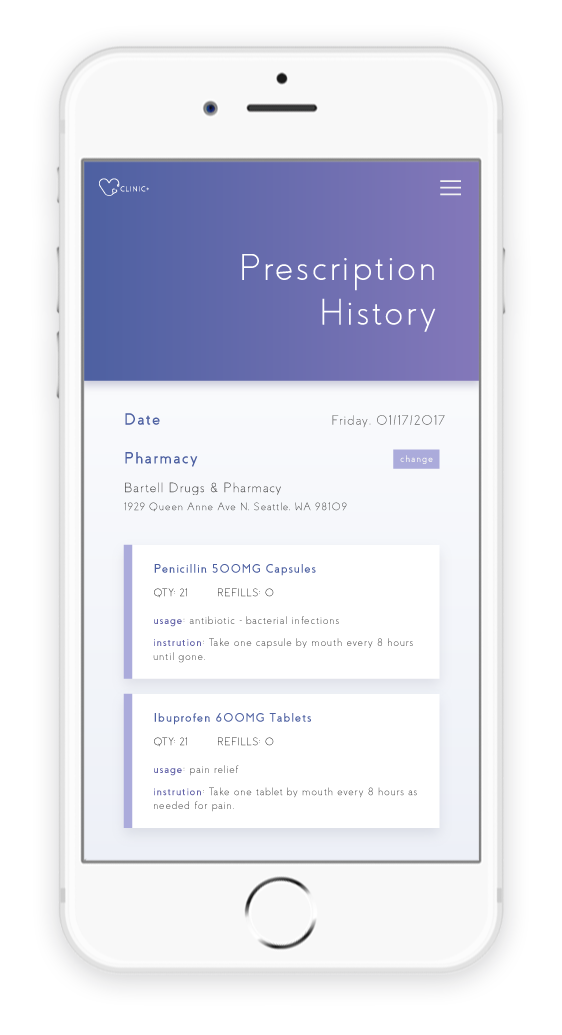 CLINIC+
Prescription
History
Date Friday, 01/17/2017
Pharmacy change
Bartell Drugs & Pharmacy
1929 Queen Anne Ave N. Seattle, WA 98109
Penicillin 500MG Capsules
QTY: 21 REFILLS: 0
usage: antibiotic - bacterial infections
instrution: Take one capsule by mouth every 8 hours
until gone.
Ibuprofen 600MG Tablets
QTY: 21 REFILLS: 0
usage: pain relief
instrution: Take one tablet by mouth every 8 hours as
needed for pain.